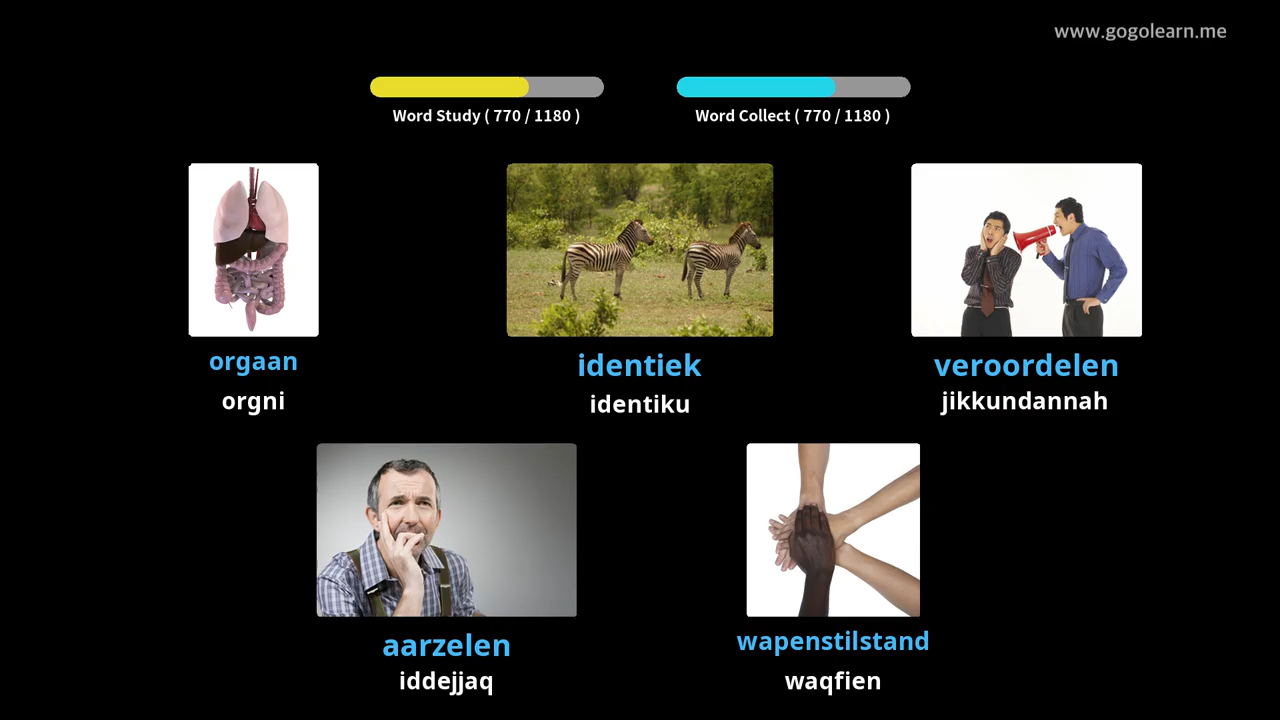 www.gogolearn.me
Word Study ( 770 / 1180 )
Word Collect ( 770 / 1180 )
orgaan
orgni
identiek
identiku
veroordelen
jikkundannah
aarzelen
iddejjaq
wapenstilstand
waqfien